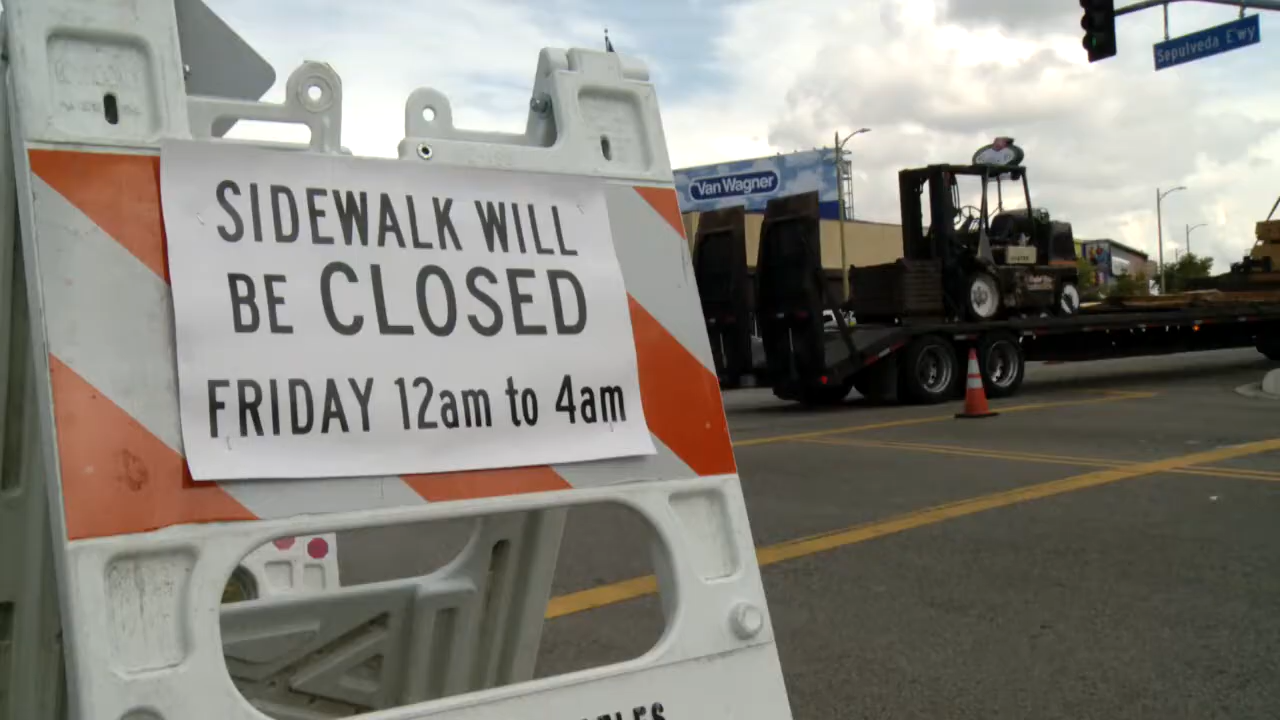 SIDEWALK WILL
BE CLOSED
FRIDAY 12am to 4am
Van Wagner
Sepulveda E'wy